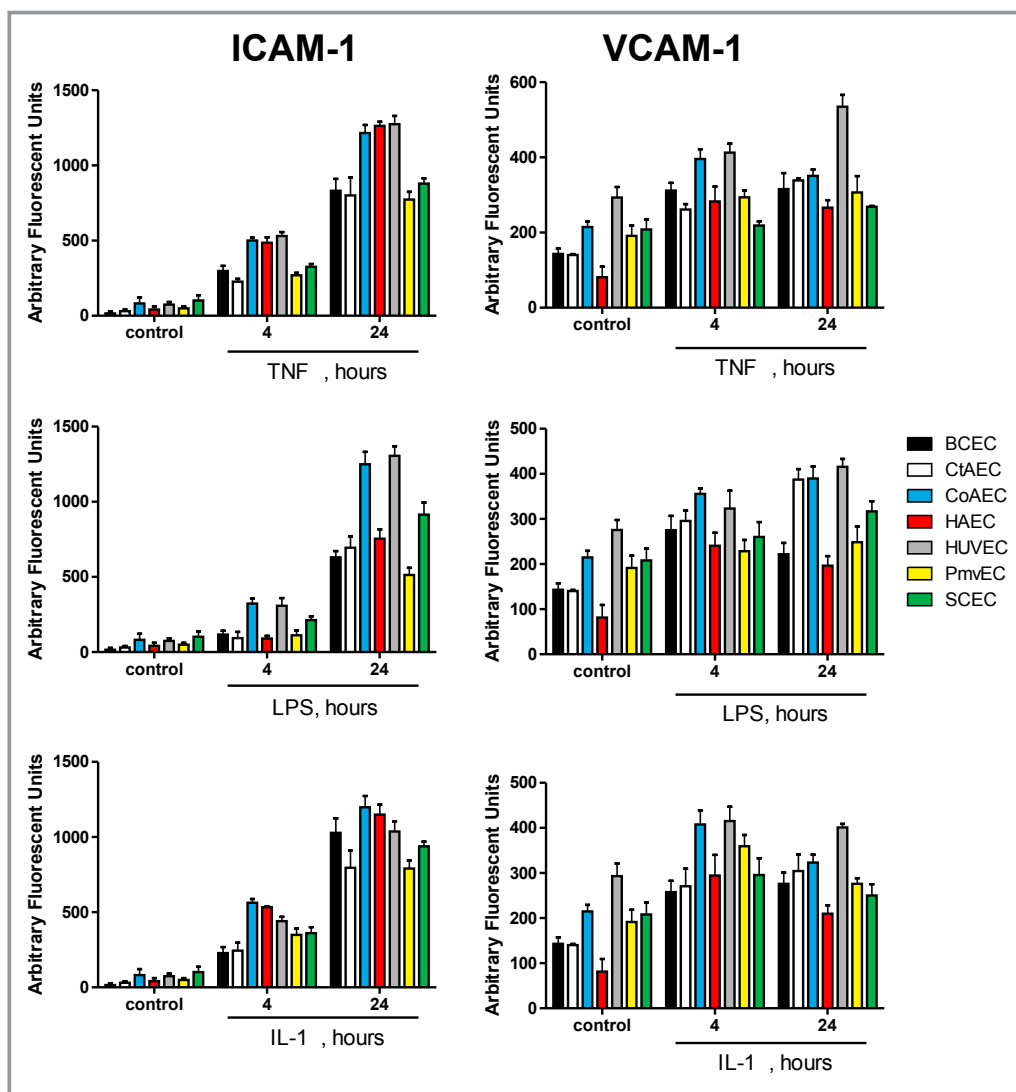 ICAM-1
VCAM-1
Arbitrary Fluorescent Units
1500
1000
500
0
control
4
24
TNF , hours
Arbitrary Fluorescent Units
600
400
200
0
control
4
24
TNF , hours
Arbitrary Fluorescent Units
1500
1000
500
0
control
4
24
LPS, hours
Arbitrary Fluorescent Units
500
400
300
200
100
0
control
4
24
LPS, hours
BCEC
CtAEC
CoAEC
HAEC
HUVEC
PmvEC
SCEC
Arbitrary Fluorescent Units
1500
1000
500
0
control
4
24
IL-1 , hours
Arbitrary Fluorescent Units
500
400
300
200
100
0
control
4
24
IL-1 , hours